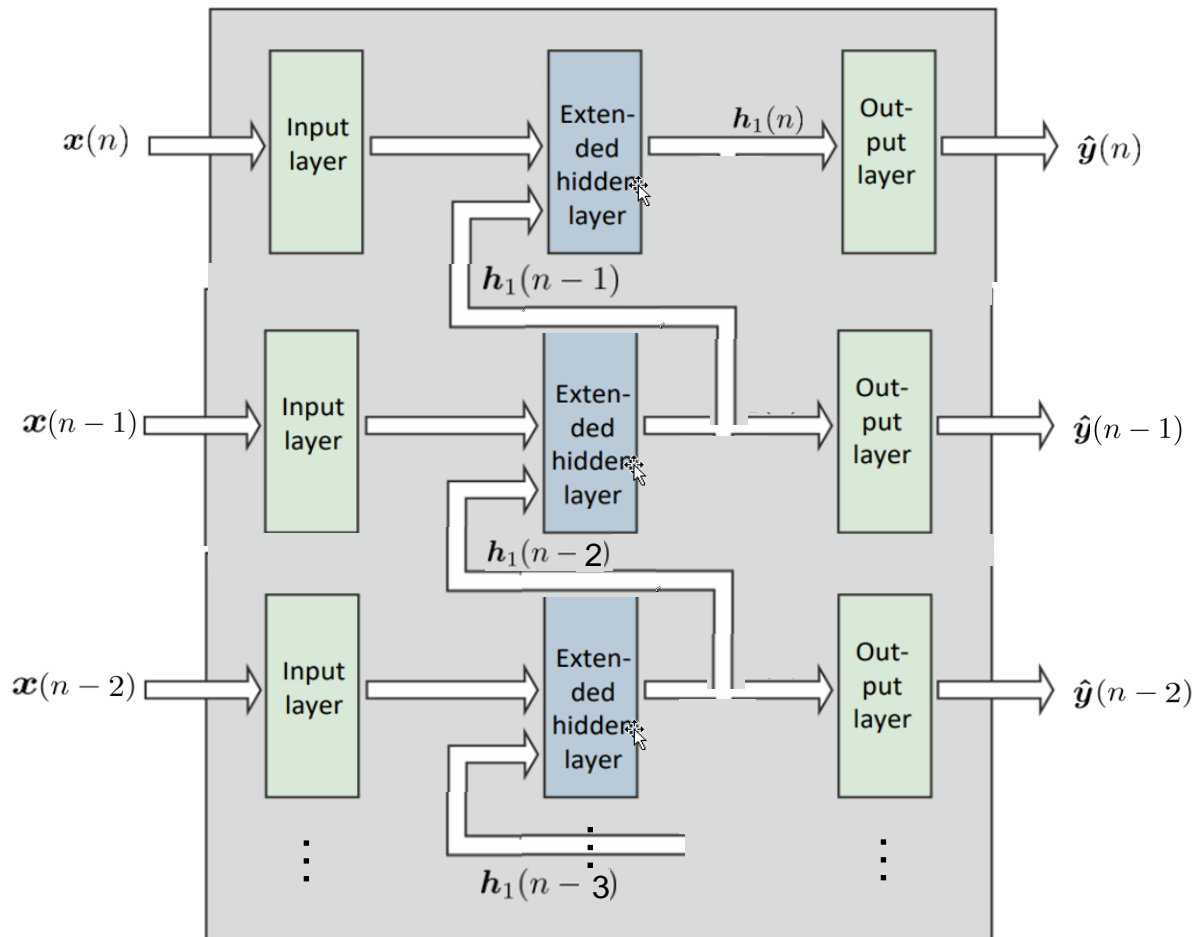 x(n)
Input
layer
Exten-
ded
hidden
layer
h₁(n)
Out-
put
layer
ŷ(n)
h₁(n − 1)
x(n − 1)
Input
layer
Exten-
ded
hidden
layer
Out-
put
layer
ŷ(n − 1)
h₁(n − 2)
x(n − 2)
Input
layer
Exten-
ded
hidden
layer
Out-
put
layer
ŷ(n − 2)
⋮
⋮
⋮
h₁(n − 3)